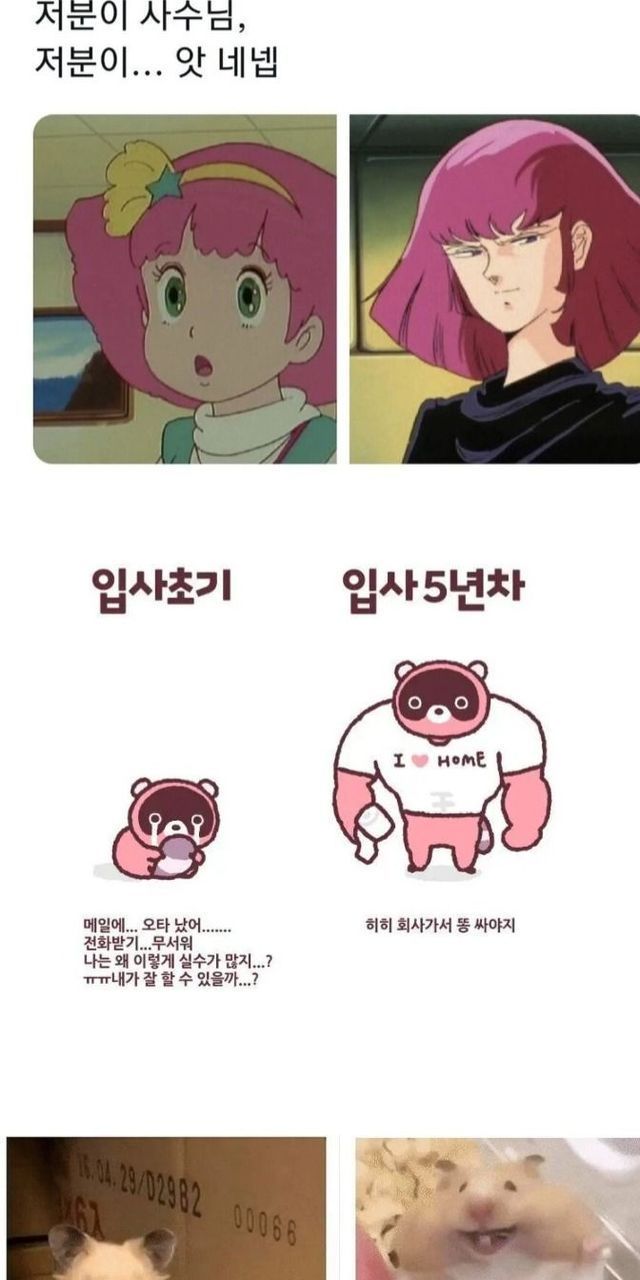 저분이 사수님,
저분이... 앗 네넵
입사초기
입사 5년차
I ♥ HOME
메일에... 오타 났어.......
전화받기...무서워
나는 왜 이렇게 실수가 많지...?
ㅠㅠ내가 잘 할 수 있을까...?
히히 회사가서 똥 싸야지
16.04.29/D29B2
00066